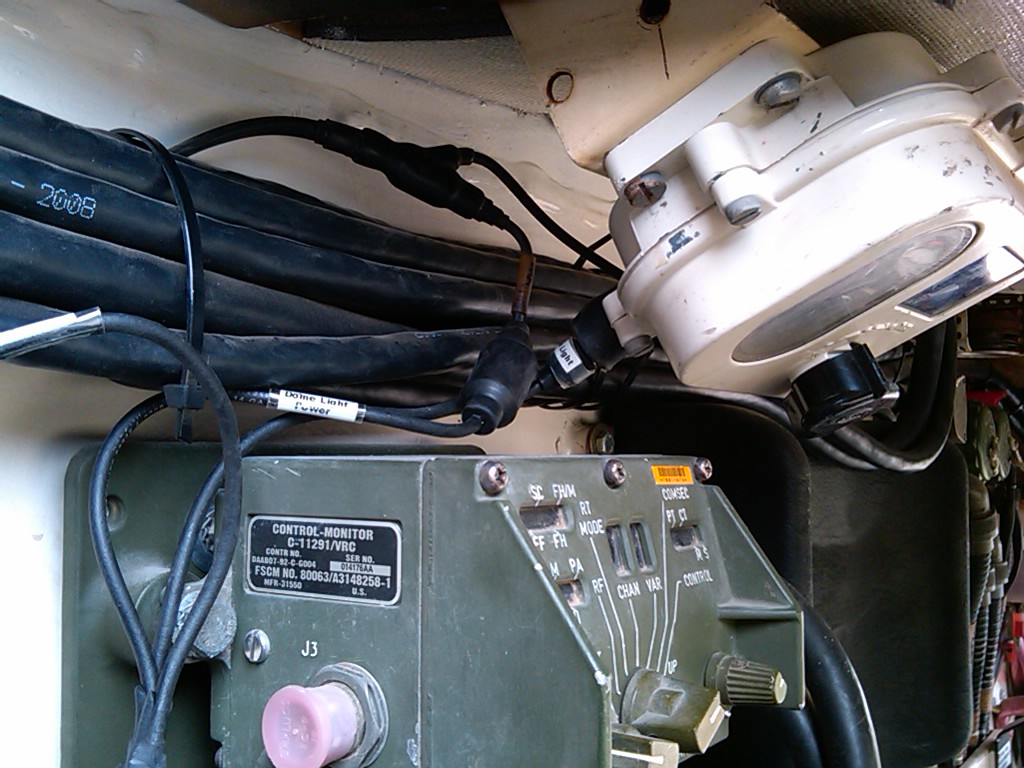 - 2008
Light
Dome Light
Power
CONTROL-MONITOR
C-11291/VRC
CONTR NO.
SER NO.
DAAB07-92-C-G004
014176AA
FSCM NO. 80063/A3148258-1
MFR-31550
U.S.
J3
SC FH/M
FF FH
M PA
RT
MODE
RF
CHAN
VAR
COMSEC
PT CT
R S
CONTROL
UP